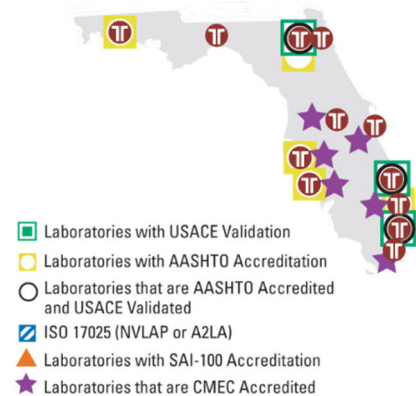 Laboratories with USACE Validation
Laboratories with AASHTO Accreditation
Laboratories that are AASHTO Accredited
and USACE Validated
ISO 17025 (NVLAP or A2LA)
Laboratories with SAI-100 Accreditation
Laboratories that are CMEC Accredited